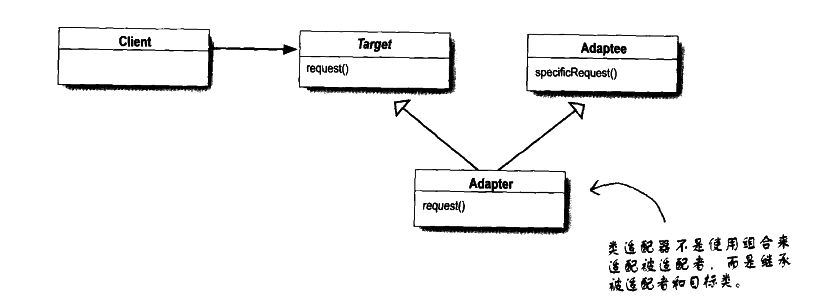 Client
Target
request()
Adaptee
specificRequest()
Adapter
request()
类适配器不是使用组合来
适配被适配者，而是继承
被适配者和目标类。